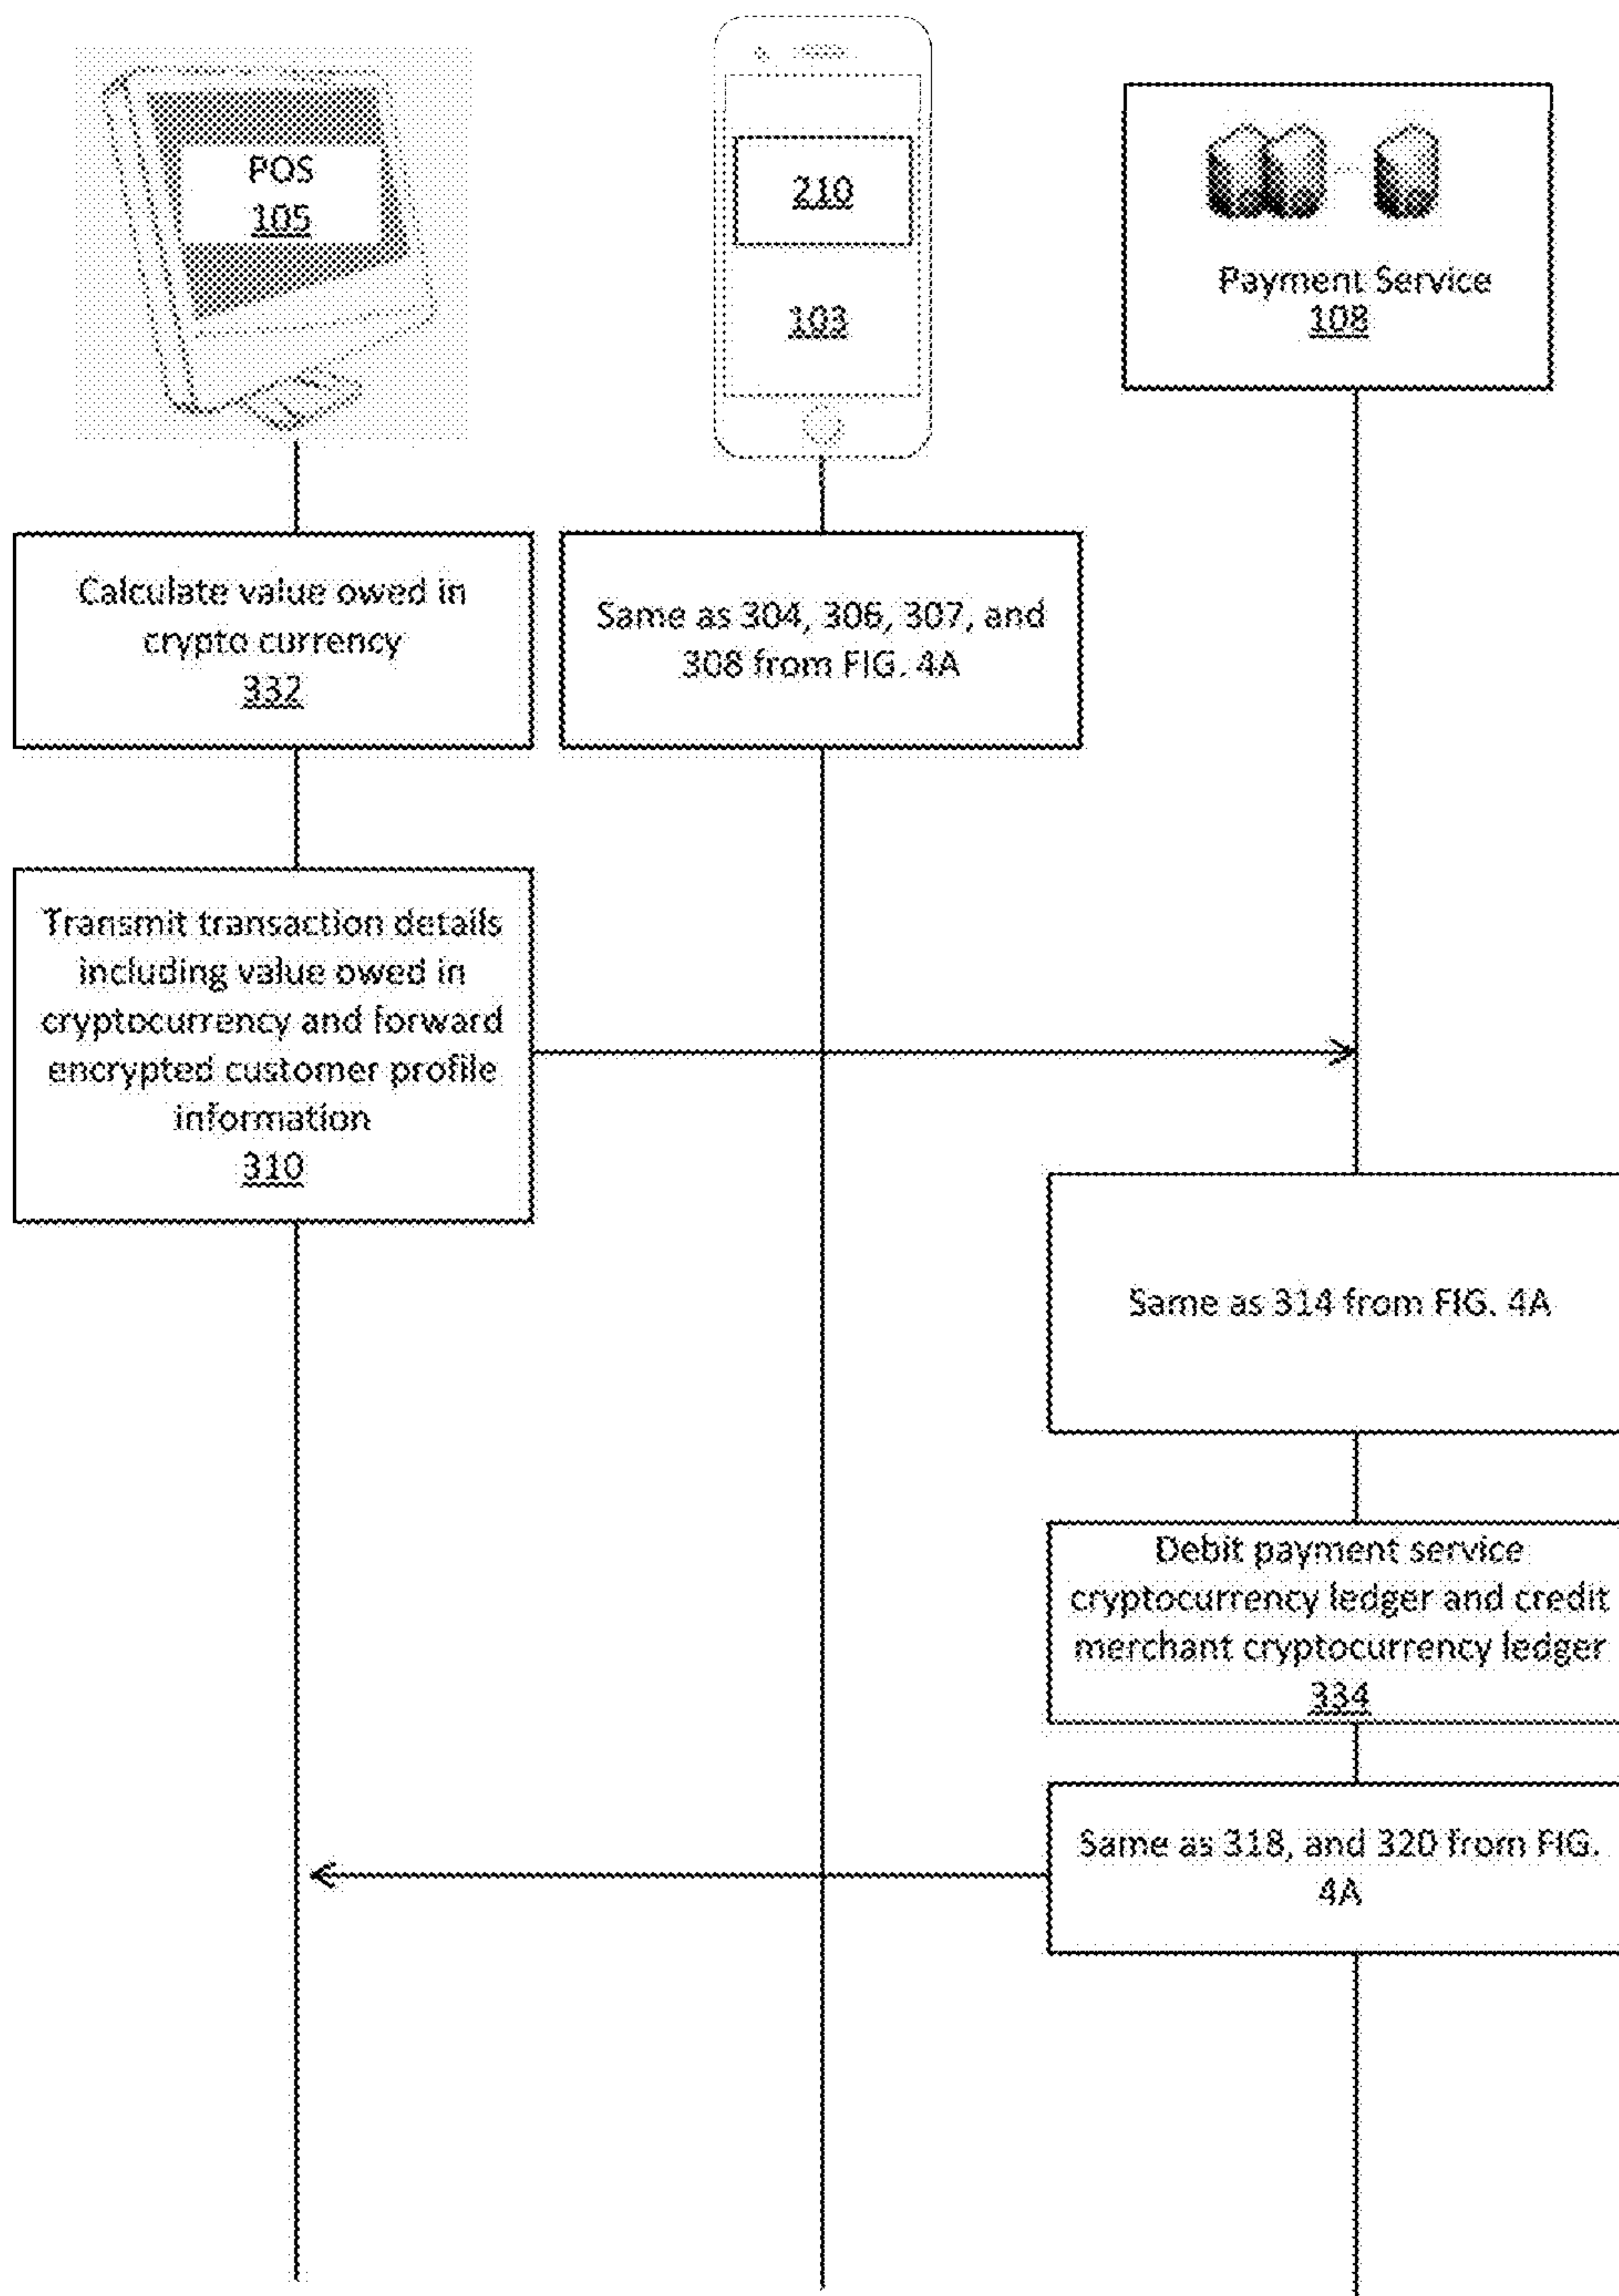 POS
105
210
103
Payment Service
108
Calculate value owed in
crypto currency
332
Same as 304, 306, 307, and
308 from FIG. 4A
Transmit transaction details
including value owed in
cryptocurrency and forward
encrypted customer profile
information
310
Same as 314 from FIG. 4A
Debit payment service
cryptocurrency ledger and credit
merchant cryptocurrency ledger
334
Same as 318, and 320 from FIG.
4A